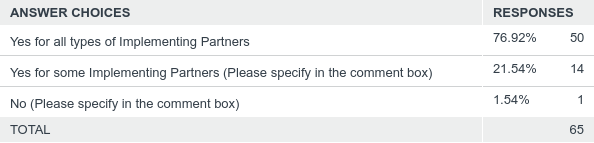 ANSWER CHOICES RESPONSES
Yes for all types of Implementing Partners 76.92% 50
Yes for some Implementing Partners (Please specify in the comment box) 21.54% 14
No (Please specify in the comment box) 1.54% 1
TOTAL 65